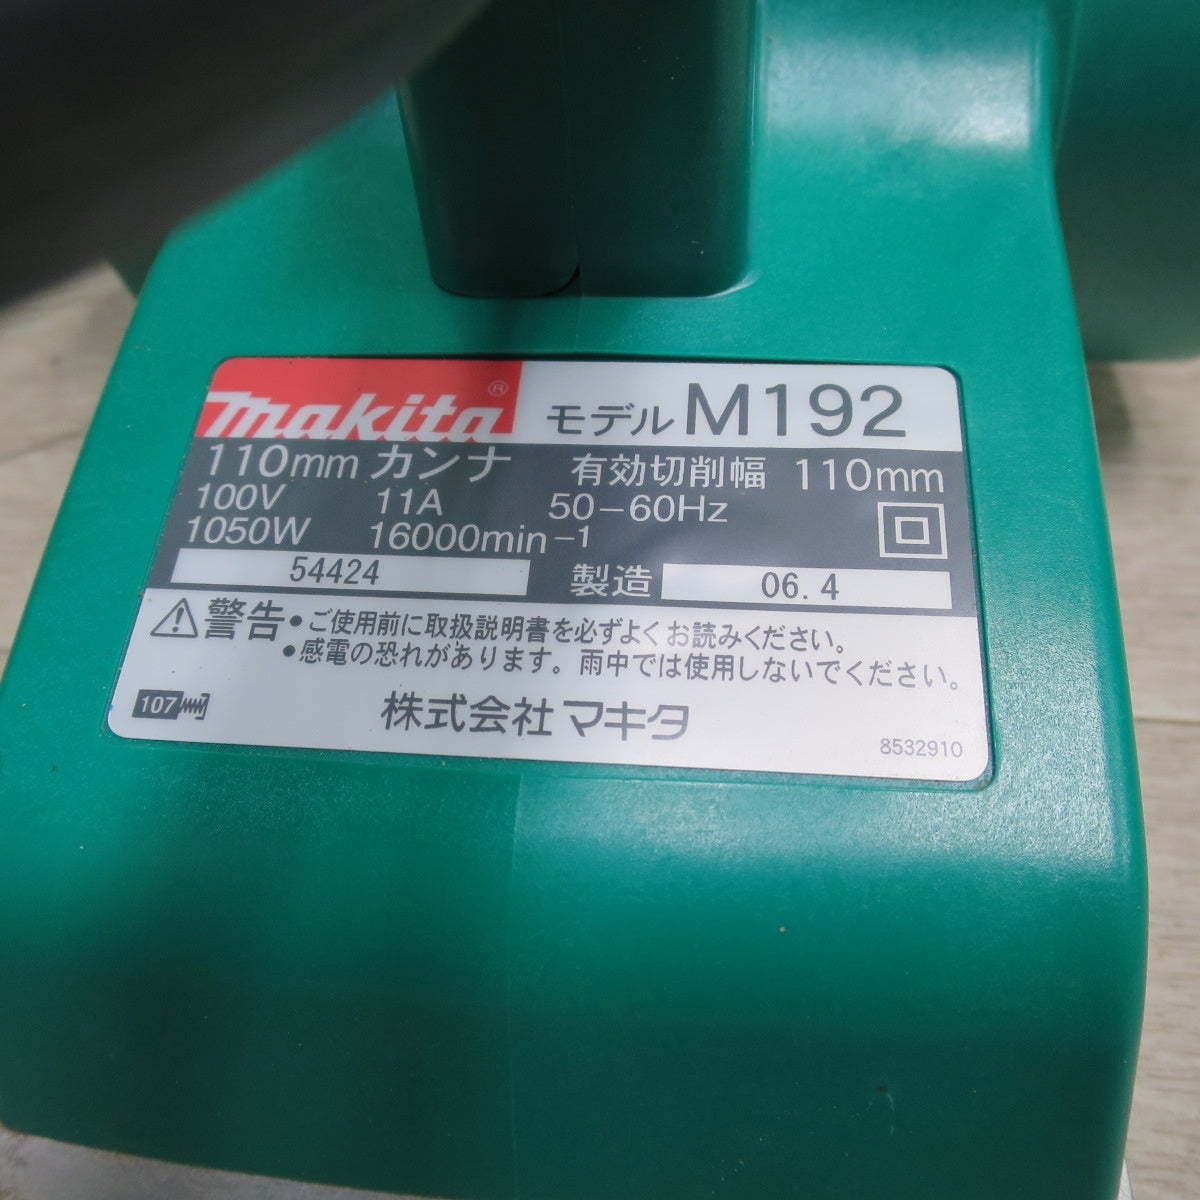 makita®
モデル M192
110mm カンナ 有効切削幅 110mm
100V 11A 50-60Hz
1050W 16000min-1
54424 製造 06.4
警告 •ご使用前に取扱説明書を必ずよくお読みください。
•感電の恐れがあります。雨中では使用しないでください。
107
株式会社マキタ
8532910